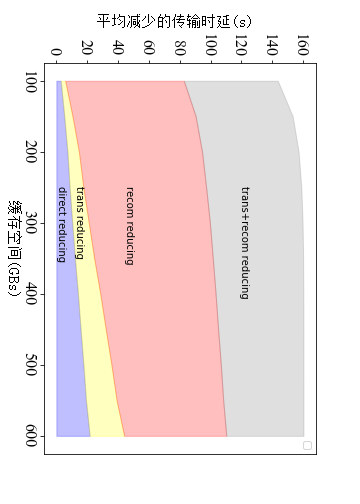 平均减少的传输时延(s)
0 20 40 60 80 100 120 140 160
100
200
300
400
500
600
缓存空间(GBs)
direct reducing
trans reducing
recom reducing
trans+recom reducing